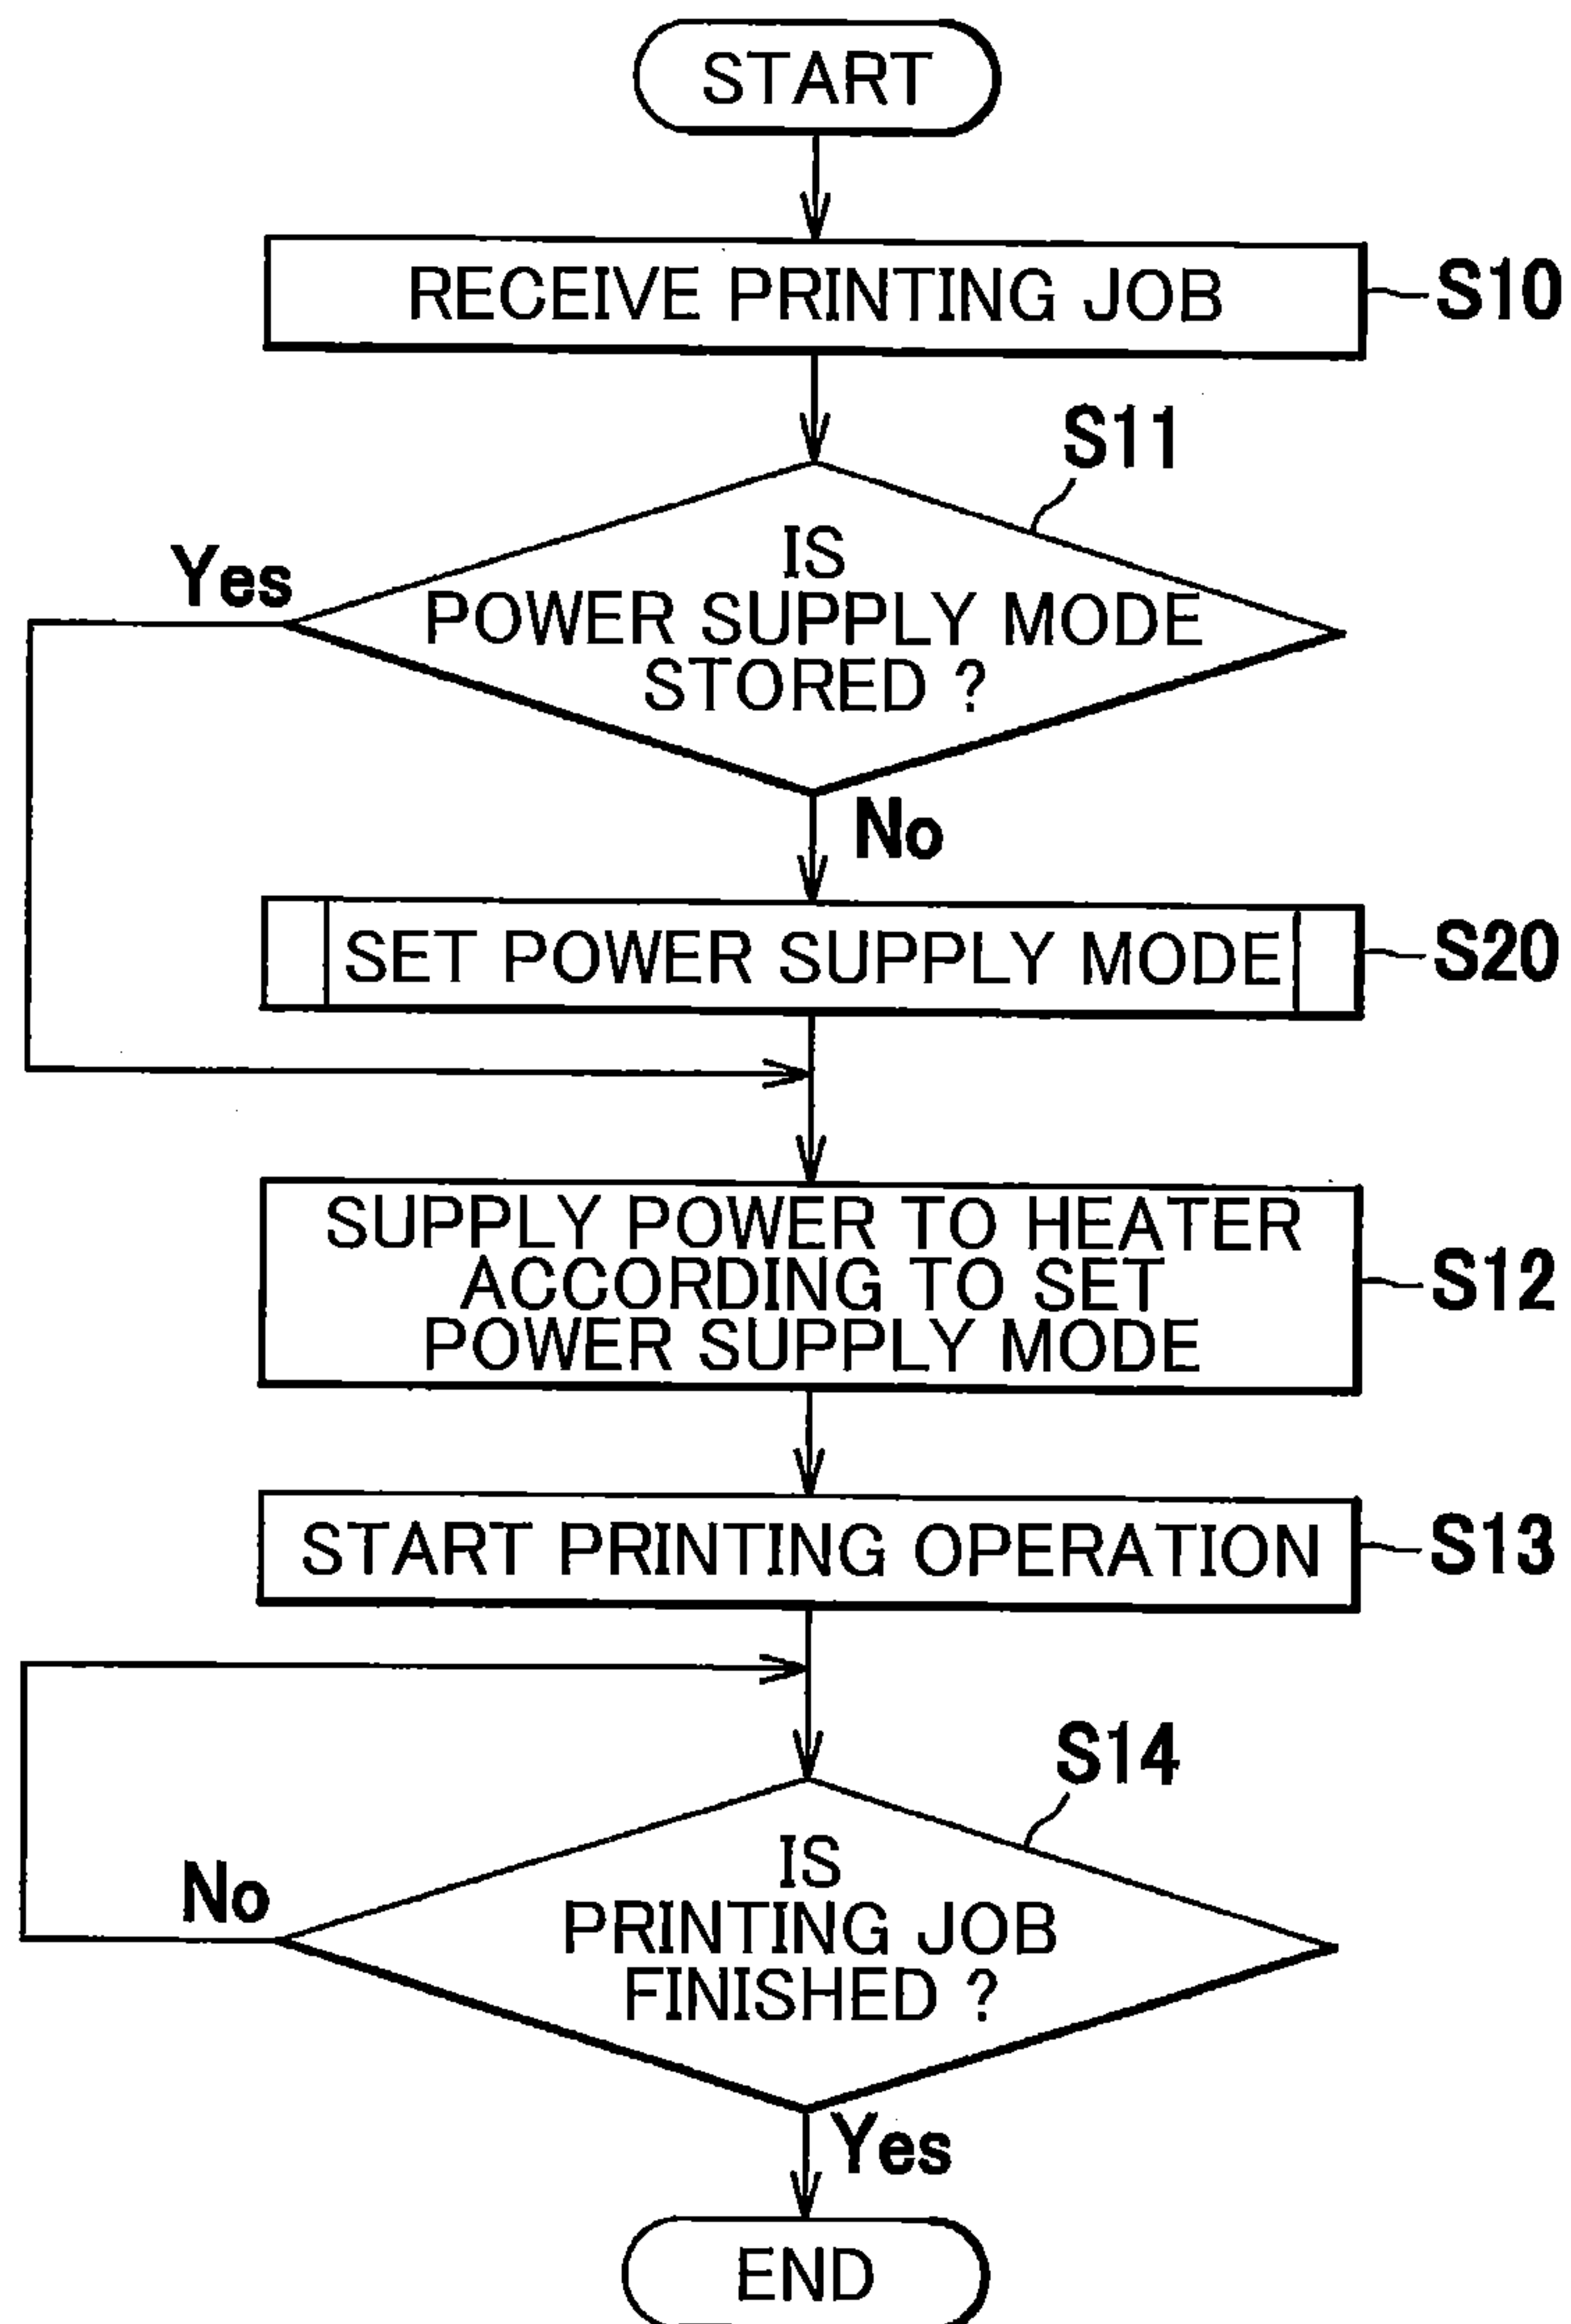 START
RECEIVE PRINTING JOB
S10
S11
IS
POWER SUPPLY MODE
STORED ?
Yes
No
SET POWER SUPPLY MODE
S20
SUPPLY POWER TO HEATER
ACCORDING TO SET
POWER SUPPLY MODE
S12
START PRINTING OPERATION
S13
S14
IS
PRINTING JOB
FINISHED ?
No
Yes
END